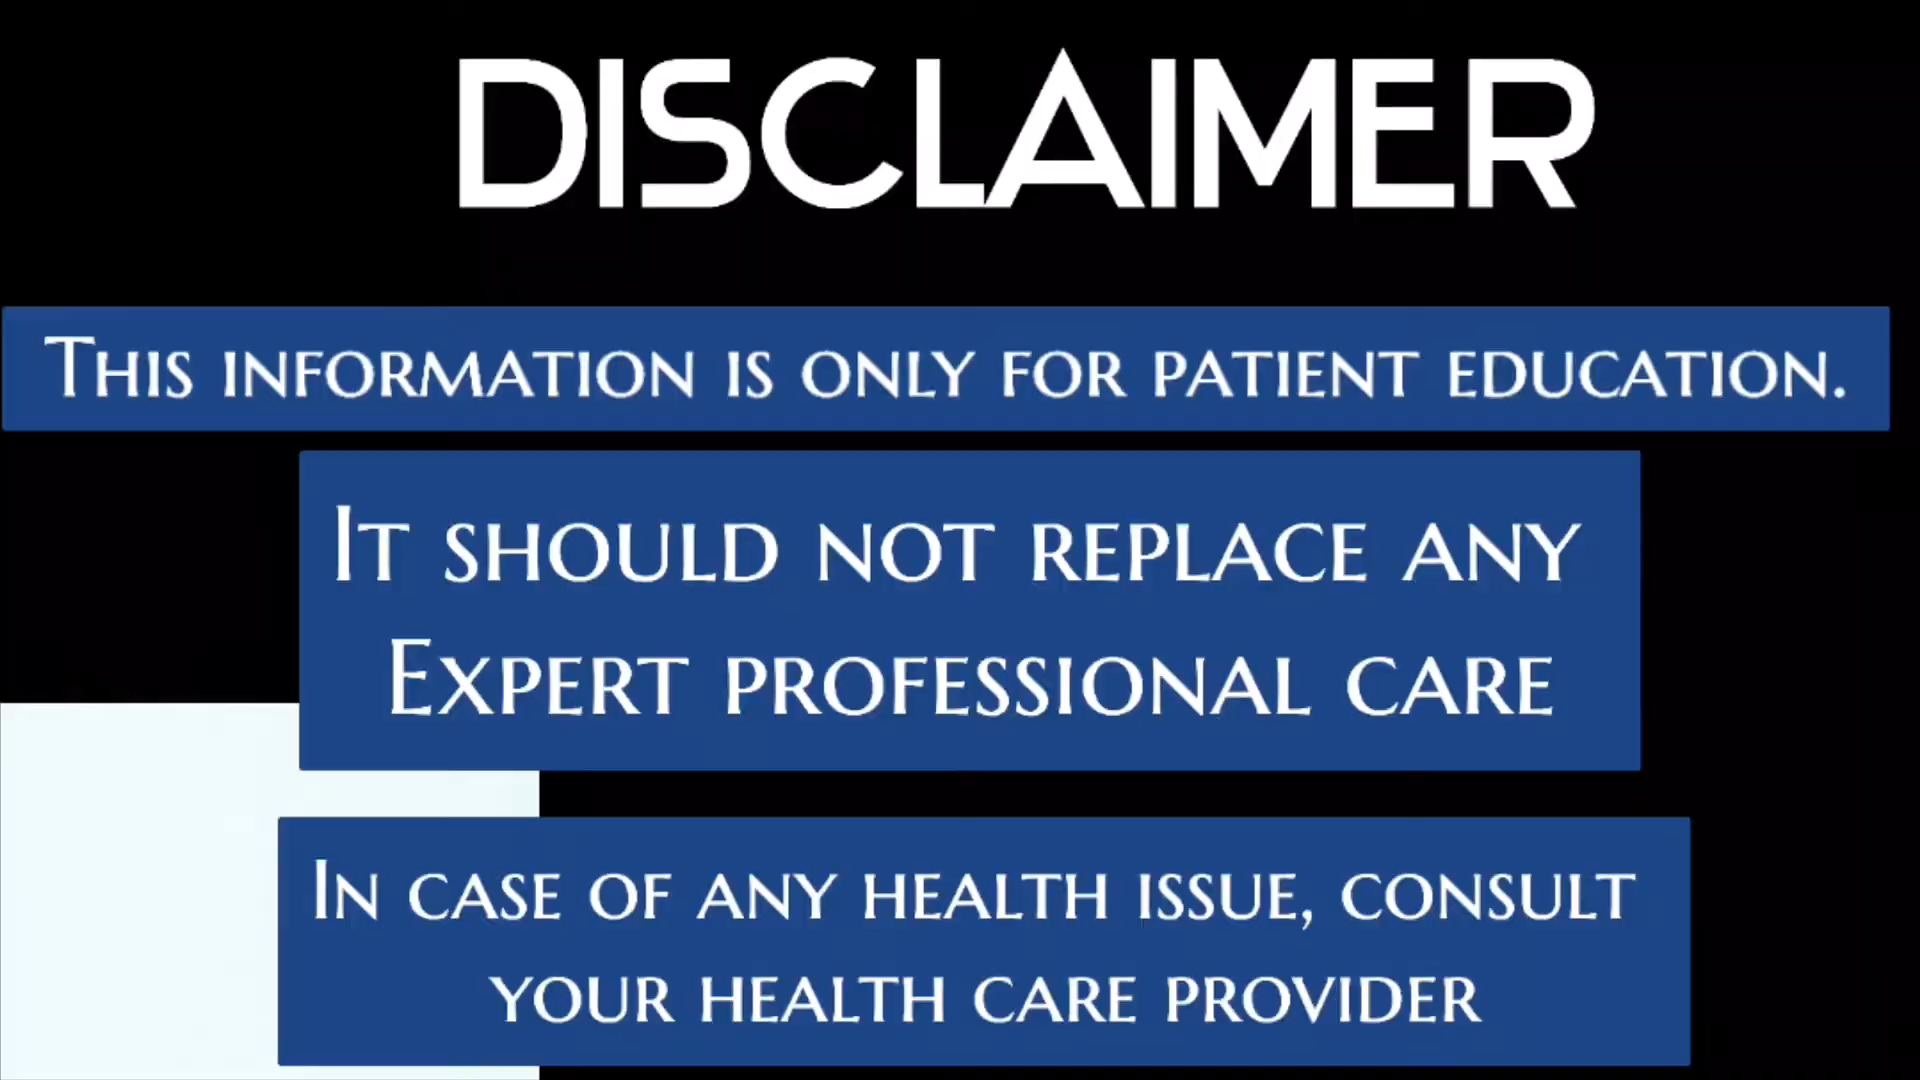 DISCLAIMER
This information is only for patient education.
It should not replace any
Expert professional care
In case of any health issue, consult
your health care provider